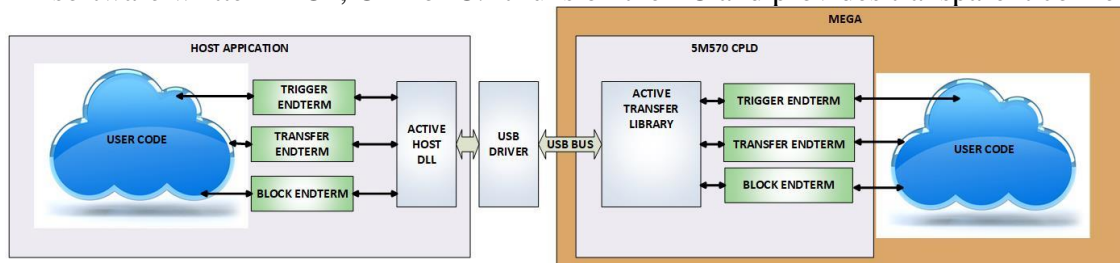 MEGA
HOST APPICATION
5M570 CPLD
USER CODE
TRIGGER
ENDTERM
TRANSFER
ENDTERM
BLOCK ENDTERM
ACTIVE
HOST
DLL
USB
DRIVER
USB BUS
ACTIVE
TRANSFER
LIBRARY
TRIGGER ENDTERM
TRANSFER ENDTERM
BLOCK ENDTERM
USER CODE